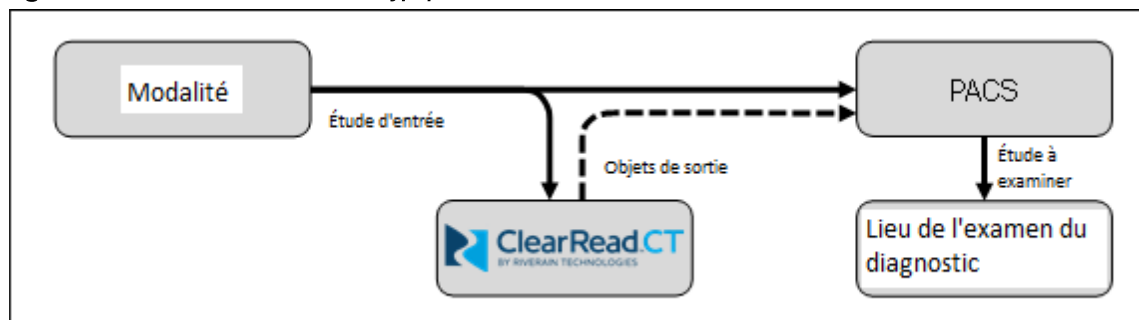 Modalité
PACS
Étude d'entrée
Objets de sortie
Étude à
examiner
ClearRead.CT
BY RIVERAIN TECHNOLOGIES
Lieu de l'examen du
diagnostic